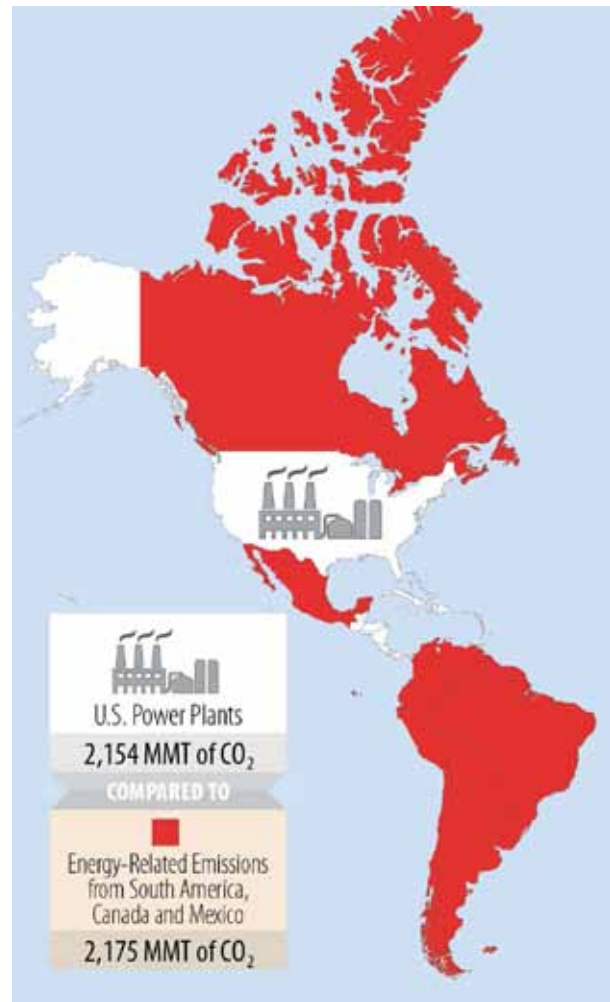 U.S. Power Plants
2,154 MMT of CO₂
COMPARED TO
Energy-Related Emissions
from South America,
Canada and Mexico
2,175 MMT of CO₂